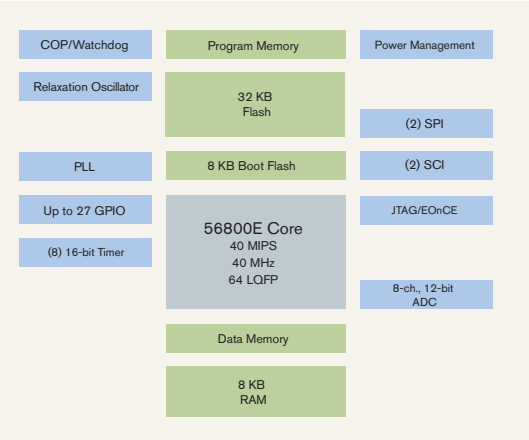 COP/Watchdog
Program Memory
Power Management
Relaxation Oscillator
32 KB
Flash
(2) SPI
PLL
8 KB Boot Flash
(2) SCI
Up to 27 GPIO
56800E Core
40 MIPS
40 MHz
64 LQFP
JTAG/EOnCE
(8) 16-bit Timer
8-ch., 12-bit
ADC
Data Memory
8 KB
RAM